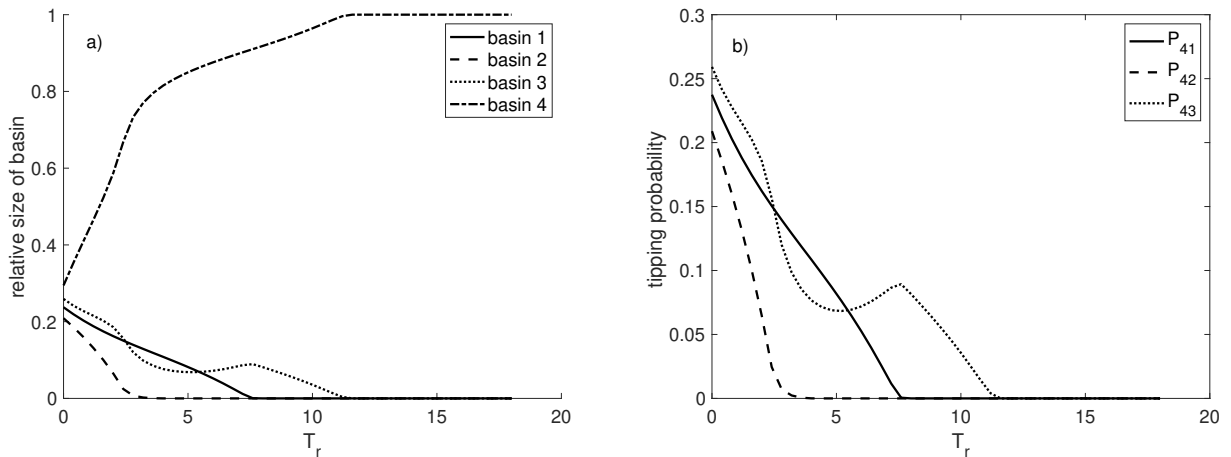 a)
basin 1
basin 2
basin 3
basin 4
relative size of basin
1
0.8
0.6
0.4
0.2
0
0 5 10 15 20
T_r
b)
P_41
P_42
P_43
tipping probability
0.3
0.25
0.2
0.15
0.1
0.05
0
0 5 10 15 20
T_r